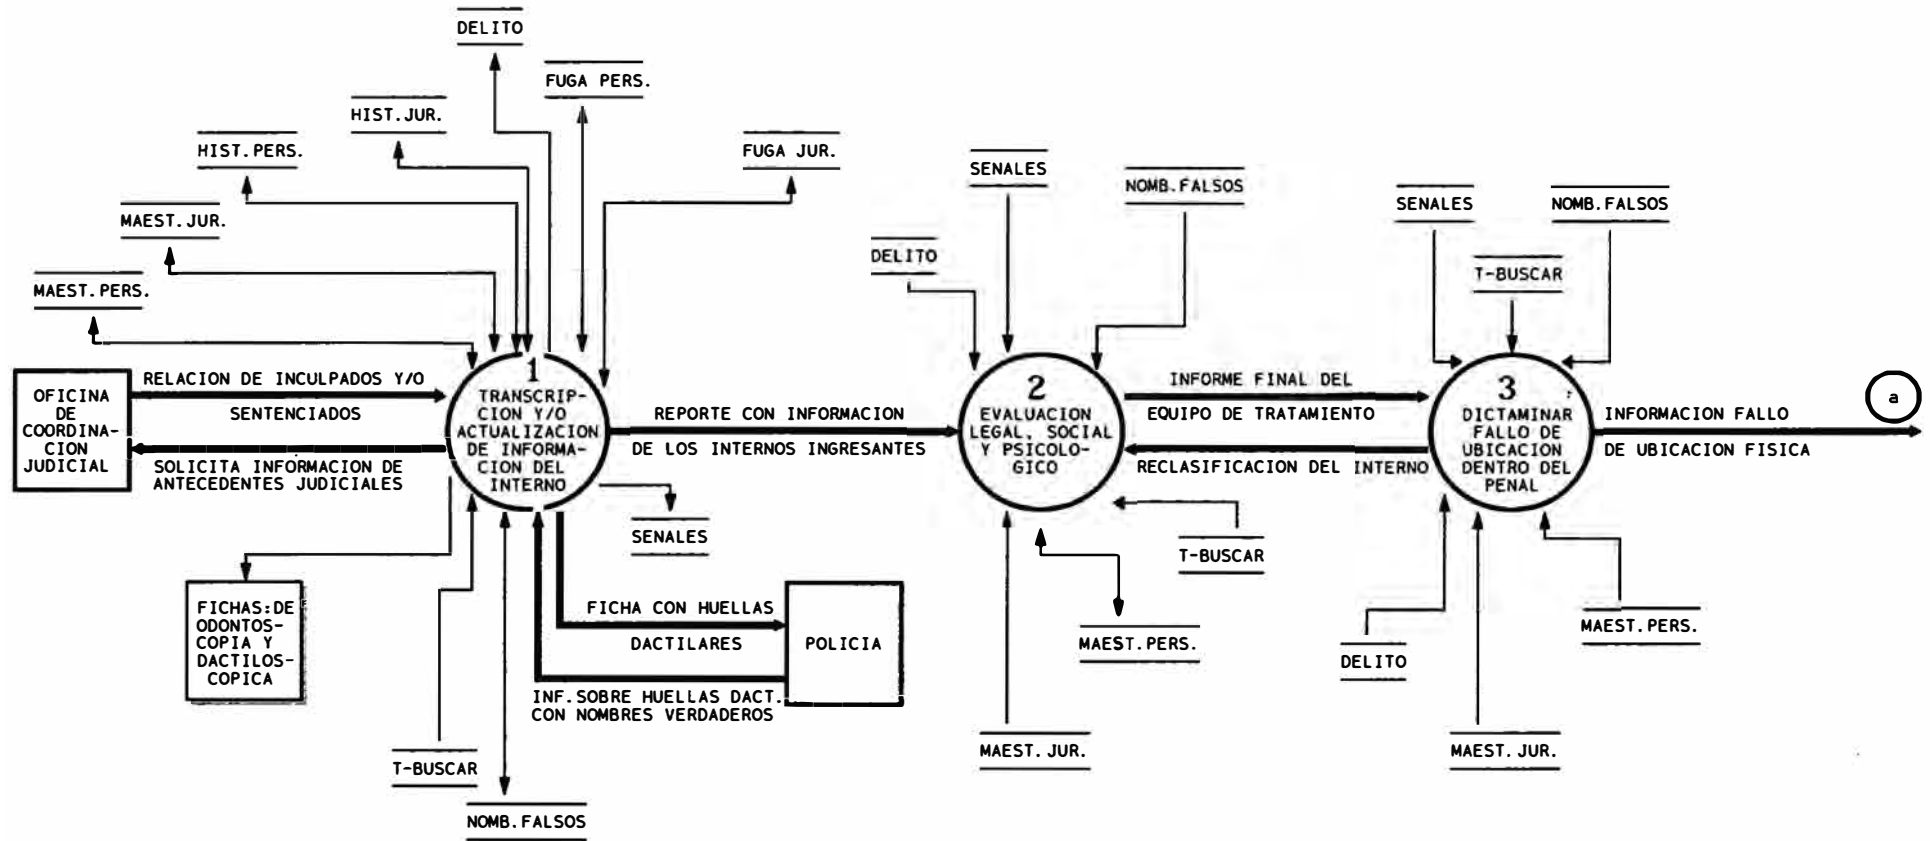 DELITO
FUGA PERS.
HIST.JUR.
HIST.PERS.
FUGA JUR.
MAEST.JUR.
MAEST.PERS.
SENALES
NOMB.FALSOS
DELITO
SENALES
NOMB.FALSOS
T-BUSCAR
OFICINA
DE
COORDINA-
CION
JUDICIAL
RELACION DE INCULPADOS Y/O
SENTENCIADOS
SOLICITA INFORMACION DE
ANTECEDENTES JUDICIALES
1
TRANSCRIP-
CION Y/O
ACTUALIZACION
DE INFORMA-
CION DEL
INTERNO
REPORTE CON INFORMACION
DE LOS INTERNOS INGRESANTES
2
EVALUACION
LEGAL, SOCIAL
Y PSICOLO-
GICO
INFORME FINAL DEL
EQUIPO DE TRATAMIENTO
RECLASIFICACION DEL INTERNO
3
DICTAMINAR
FALLO DE
UBICACION
DENTRO DEL
PENAL
INFORMACION FALLO
DE UBICACION FISICA
a
SENALES
T-BUSCAR
FICHAS:DE
ODONTOS-
COPIA Y
DACTILOS-
COPICA
FICHA CON HUELLAS
DACTILARES
POLICIA
INF.SOBRE HUELLAS DACT.
CON NOMBRES VERDADEROS
MAEST.PERS.
DELITO
MAEST.PERS.
T-BUSCAR
NOMB.FALSOS
MAEST.JUR.
MAEST.JUR.